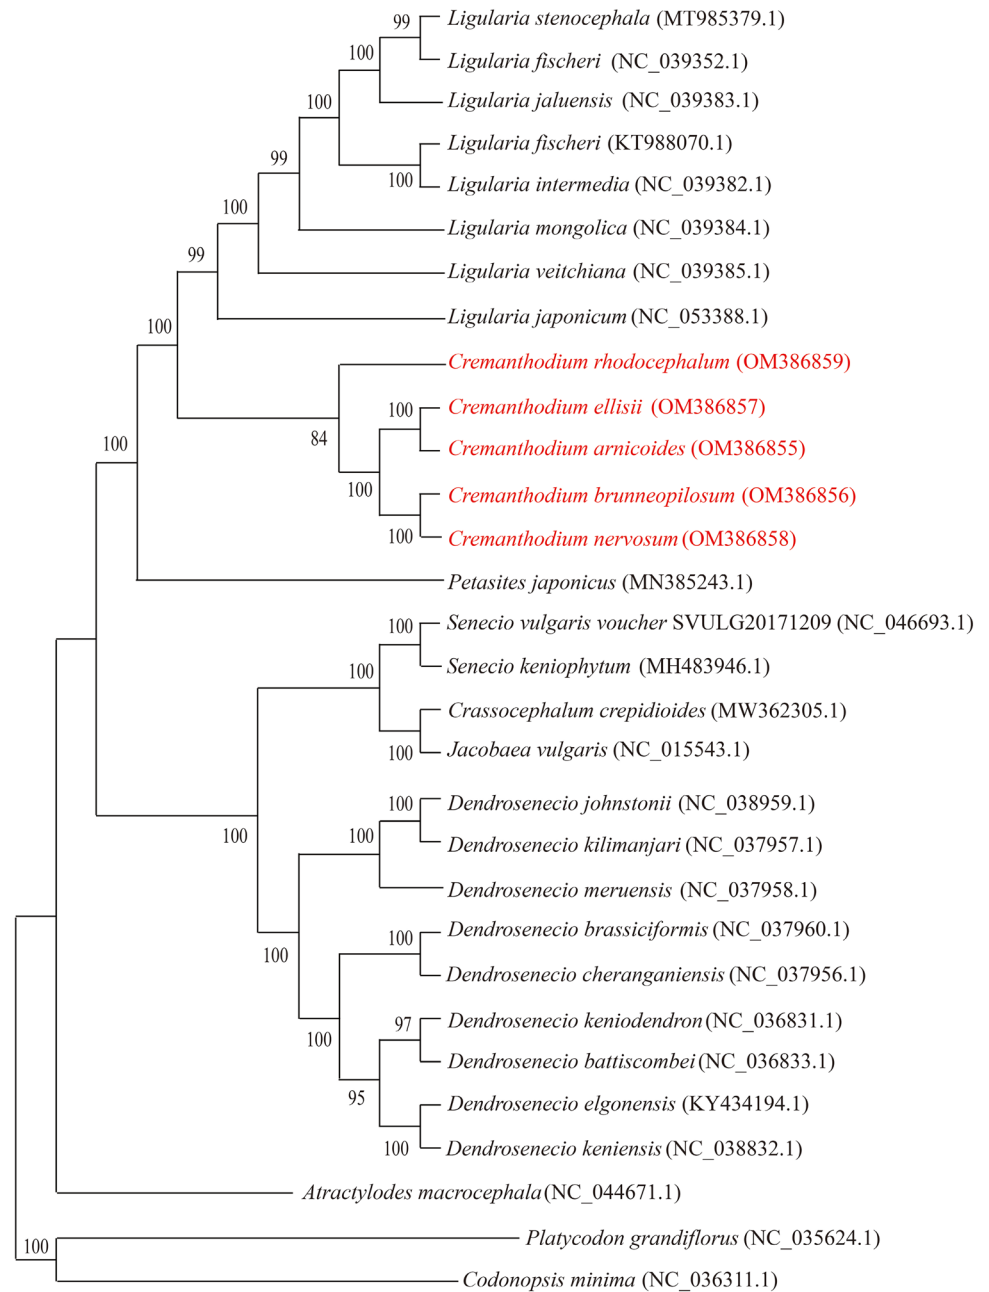 99
Ligularia stenocephala (MT985379.1)
100
Ligularia fischeri (NC_039352.1)
100
Ligularia jaluensis (NC_039383.1)
Ligularia fischeri (KT988070.1)
99
100
Ligularia intermedia (NC_039382.1)
100
Ligularia mongolica (NC_039384.1)
99
Ligularia veitchiana (NC_039385.1)
100
Ligularia japonicum (NC_053388.1)
Cremanthodium rhodocephalum (OM386859)
100
Cremanthodium ellisii (OM386857)
100
84
Cremanthodium arnicoides (OM386855)
100
Cremanthodium brunneopilosum (OM386856)
100
Cremanthodium nervosum (OM386858)
Petasites japonicus (MN385243.1)
100
Senecio vulgaris voucher SVULG20171209 (NC_046693.1)
100
Senecio keniophytum (MH483946.1)
Crassocephalum crepidioides (MW362305.1)
100
Jacobaea vulgaris (NC_015543.1)
100
Dendrosenecio johnstonii (NC_038959.1)
100
100
Dendrosenecio kilimanjari (NC_037957.1)
Dendrosenecio meruensis (NC_037958.1)
100
Dendrosenecio brassiciformis (NC_037960.1)
100
Dendrosenecio cheranganiensis (NC_037956.1)
97
Dendrosenecio keniodendron (NC_036831.1)
100
Dendrosenecio battiscombei (NC_036833.1)
95
Dendrosenecio elgonensis (KY434194.1)
100
Dendrosenecio keniensis (NC_038832.1)
Atractylodes macrocephala (NC_044671.1)
100
Platycodon grandiflorus (NC_035624.1)
Codonopsis minima (NC_036311.1)